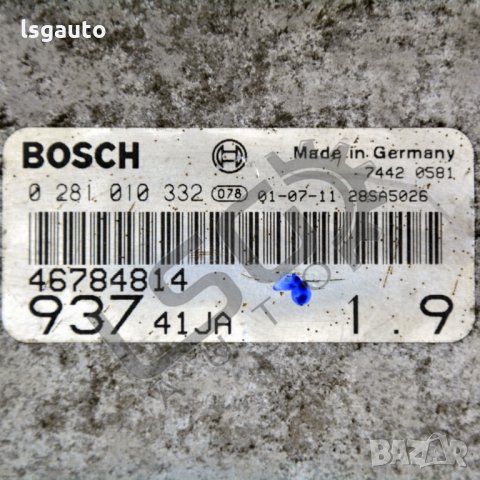 lsgauto
BOSCH
Made in Germany
7442 0581
0 281 010 332 078 01-07-11 28SA5026
46784814
937 41JA 1.9
BAZAR